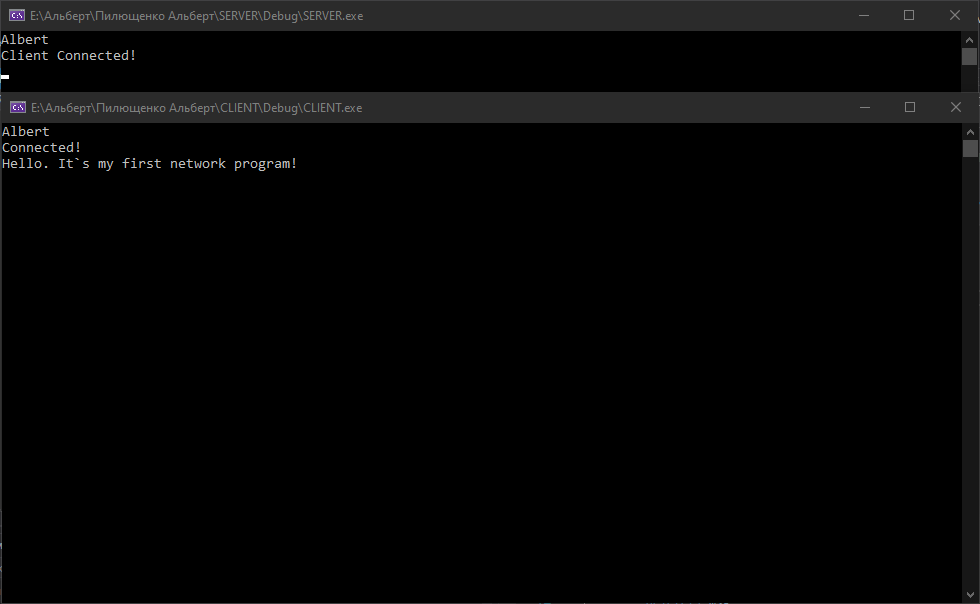 E:\Альберт\Пилющенко Альберт\SERVER\Debug\SERVER.exe
Albert
Client Connected!
E:\Альберт\Пилющенко Альберт\CLIENT\Debug\CLIENT.exe
Albert
Connected!
Hello. It`s my first network program!